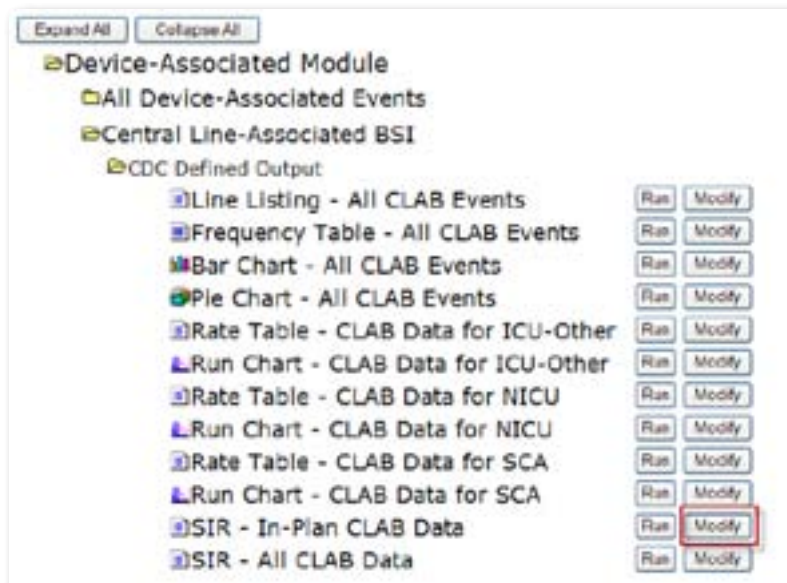 Expand All Collapse All
Device-Associated Module
All Device-Associated Events
Central Line-Associated BSI
CDC Defined Output
Line Listing - All CLAB Events Run Modify
Frequency Table - All CLAB Events Run Modify
Bar Chart - All CLAB Events Run Modify
Pie Chart - All CLAB Events Run Modify
Rate Table - CLAB Data for ICU-Other Run Modify
Run Chart - CLAB Data for ICU-Other Run Modify
Rate Table - CLAB Data for NICU Run Modify
Run Chart - CLAB Data for NICU Run Modify
Rate Table - CLAB Data for SCA Run Modify
Run Chart - CLAB Data for SCA Run Modify
SIR - In-Plan CLAB Data Run Modify
SIR - All CLAB Data Run Modify